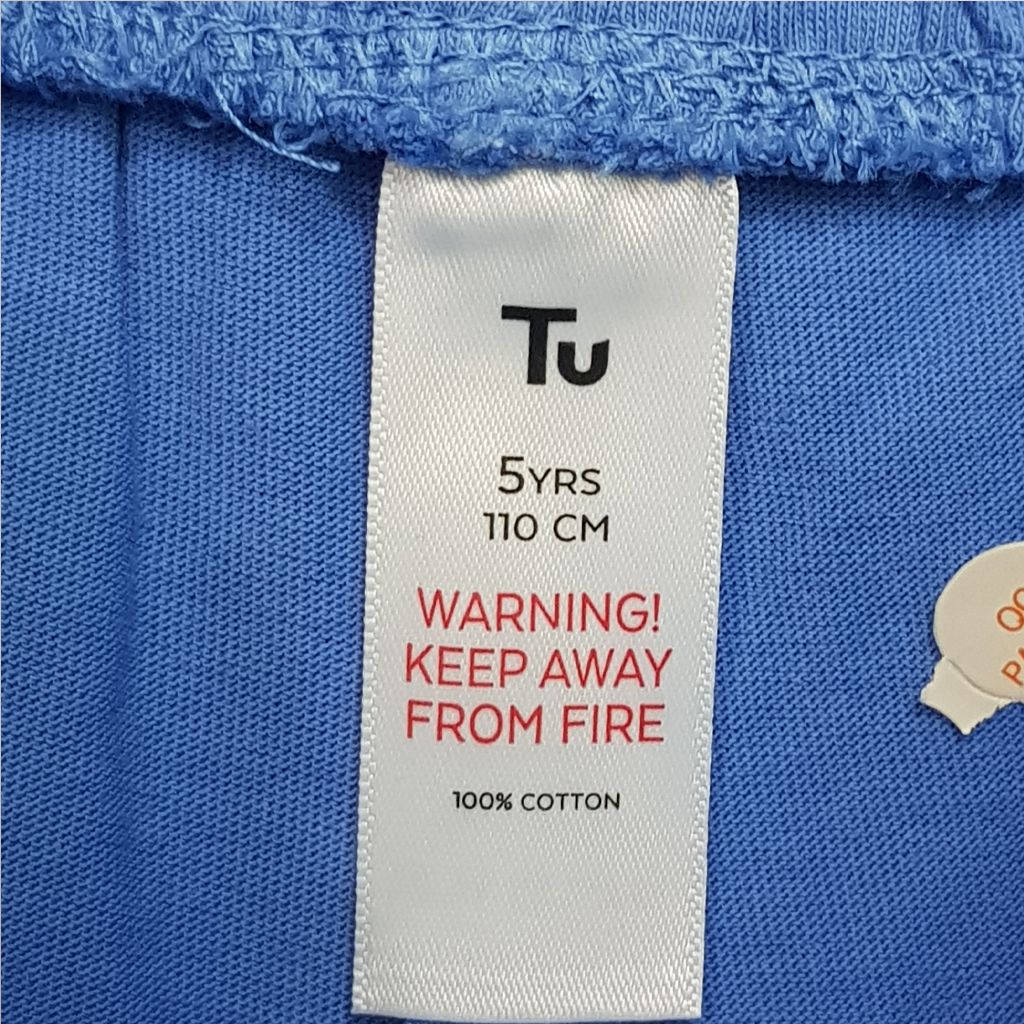 Tu
5YRS
110 CM
WARNING!
KEEP AWAY
FROM FIRE
100% COTTON